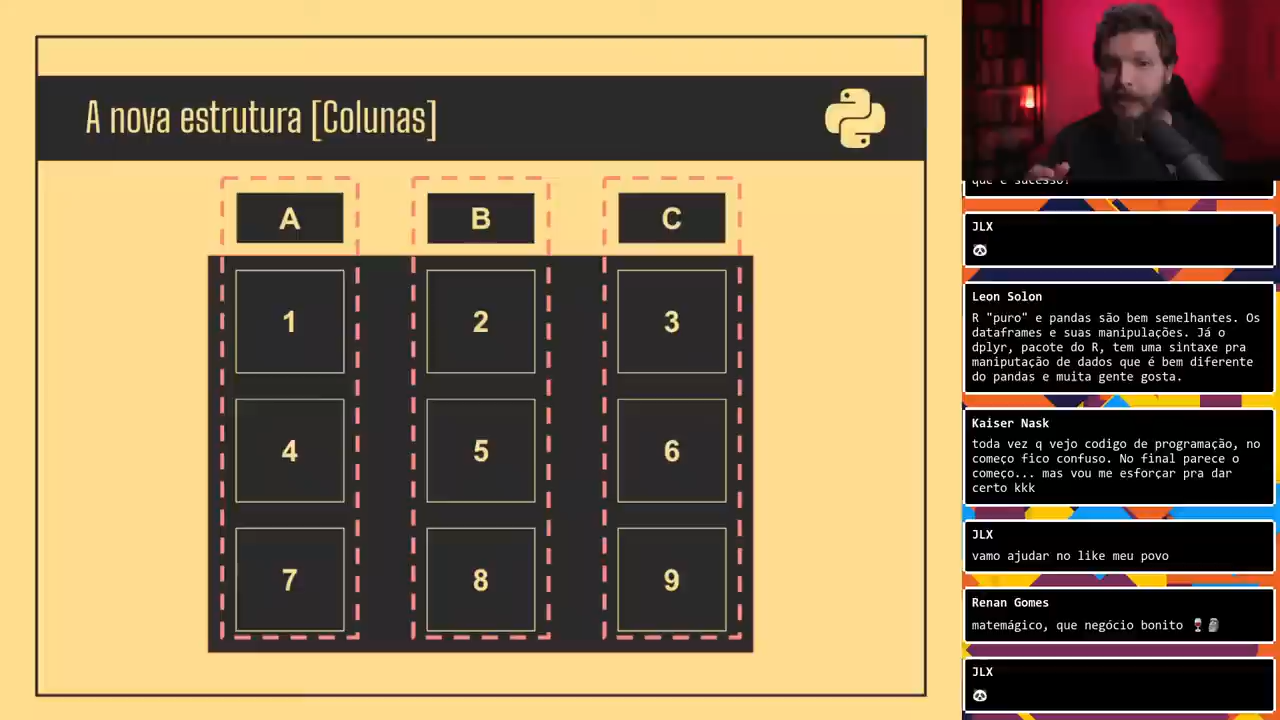 A nova estrutura [Colunas]
A B C
1 2 3
4 5 6
7 8 9
que é sucesso?
JLX
🐼
Leon Solon
R "puro" e pandas são bem semelhantes. Os
dataframes e suas manipulações. Já o
dplyr, pacote do R, tem uma sintaxe pra
maniputação de dados que é bem diferente
do pandas e muita gente gosta.
Kaiser Nask
toda vez q vejo codigo de programação, no
começo fico confuso. No final parece o
começo... mas vou me esforçar pra dar
certo kkk
JLX
vamo ajudar no like meu povo
Renan Gomes
matemágico, que negócio bonito 🍷🗿
JLX
🐼